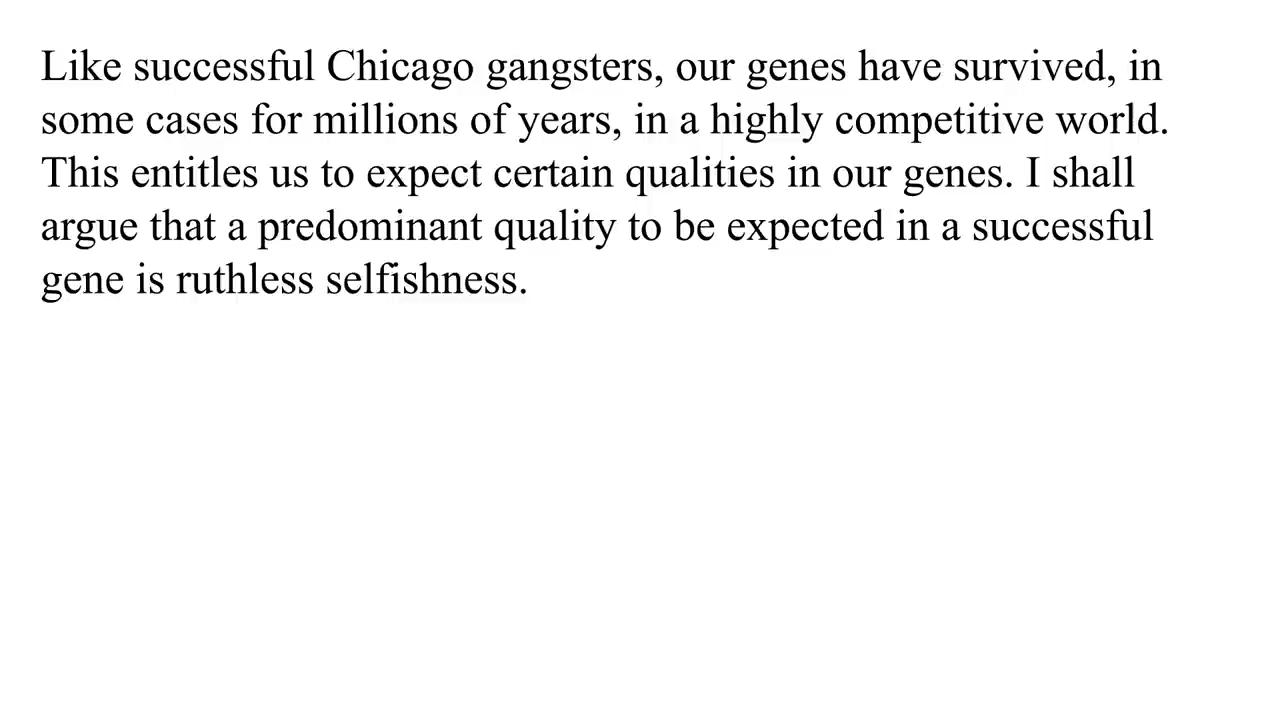 Like successful Chicago gangsters, our genes have survived, in
some cases for millions of years, in a highly competitive world.
This entitles us to expect certain qualities in our genes. I shall
argue that a predominant quality to be expected in a successful
gene is ruthless selfishness.